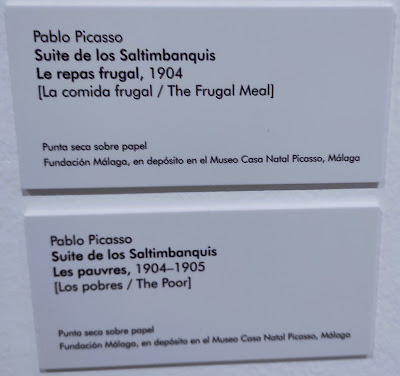 Pablo Picasso
Suite de los Saltimbanquis
Le repas frugal, 1904
[La comida frugal / The Frugal Meal]
Punta seca sobre papel
Fundación Málaga, en depósito en el Museo Casa Natal Picasso, Málaga
Pablo Picasso
Suite de los Saltimbanquis
Les pauvres, 1904–1905
[Los pobres / The Poor]
Punta seca sobre papel
Fundación Málaga, en depósito en el Museo Casa Natal Picasso, Málaga